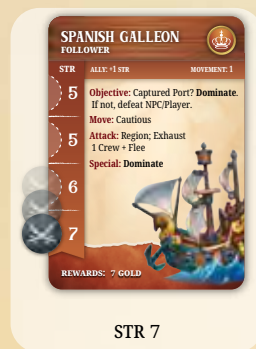 SPANISH GALLEON
FOLLOWER
STR ALLY: +1 STR MOVEMENT: 1
5 Objective: Captured Port? Dominate.
If not, defeat NPC/Player.
Move: Cautious
5 Attack: Region; Exhaust
1 Crew + Flee
Special: Dominate
6
7
REWARDS: 7 GOLD
STR 7